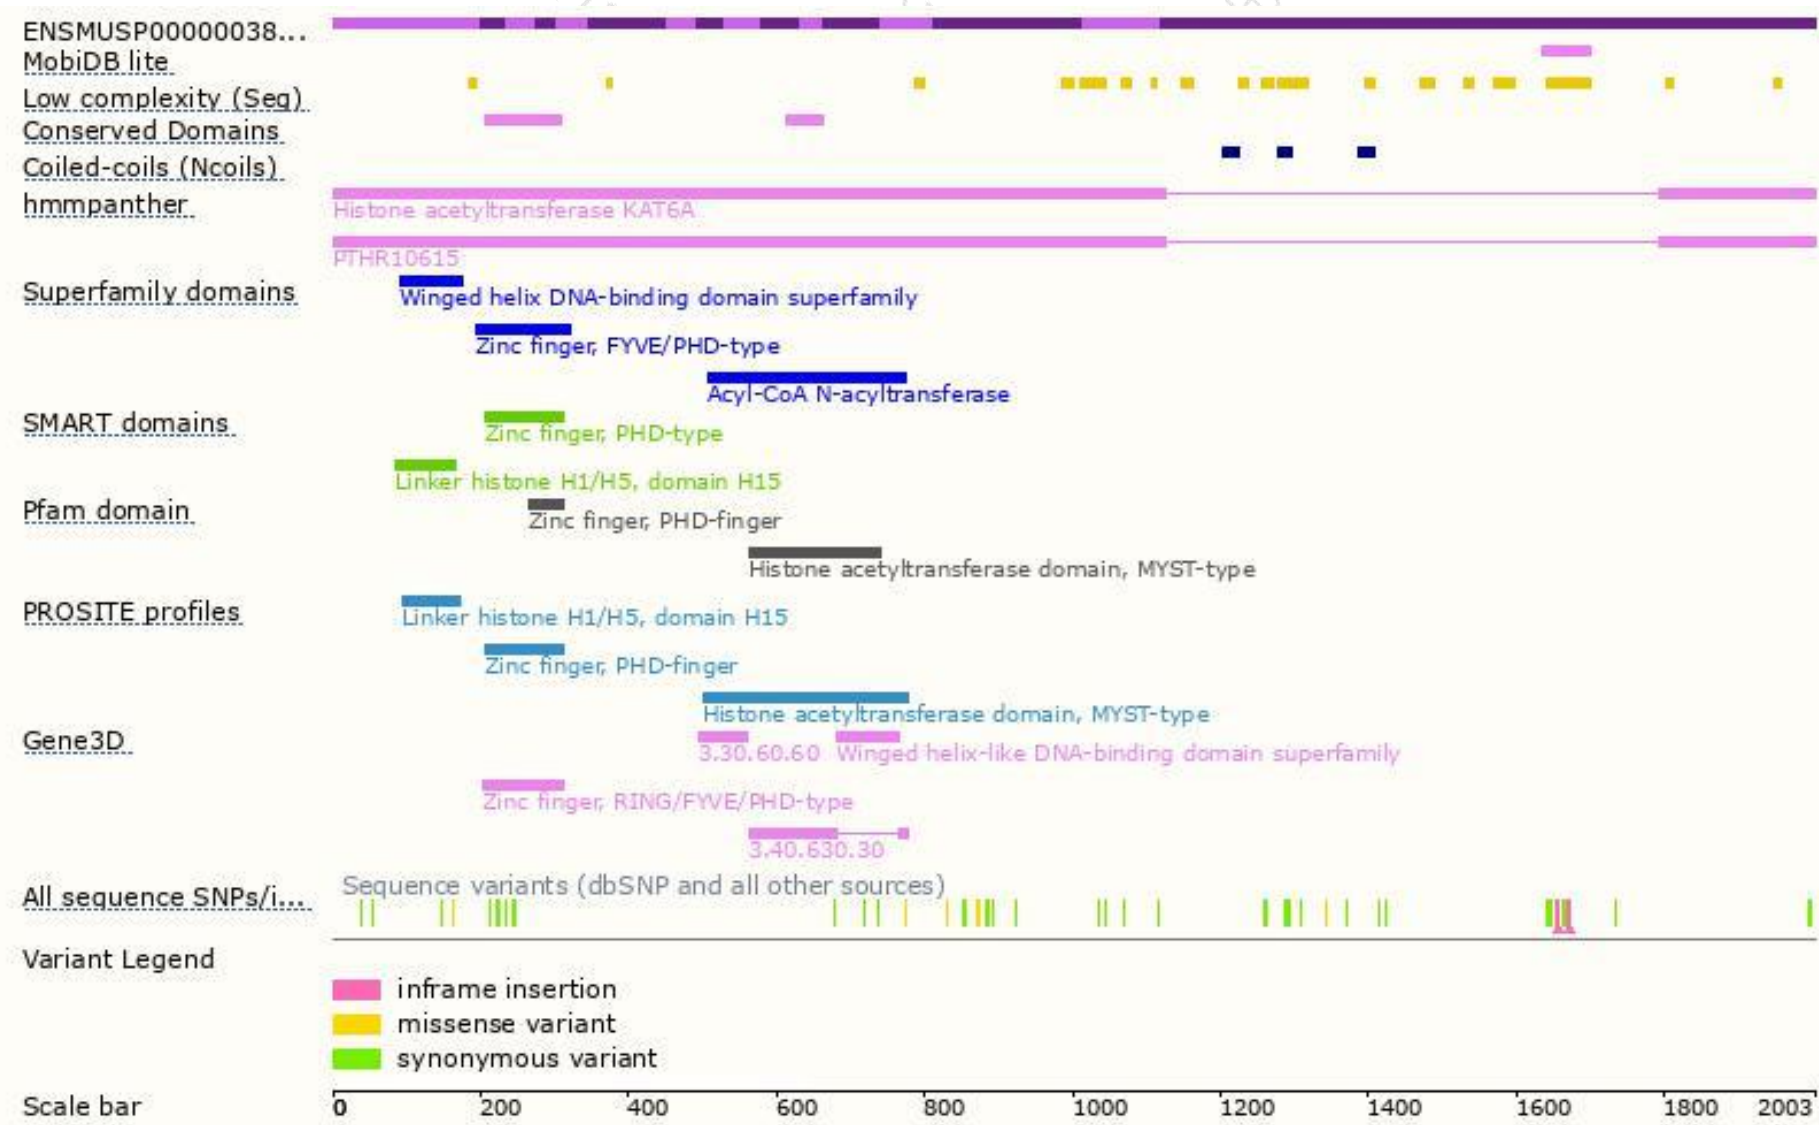 ENSMUSP00000038...
MobiDB lite
Low complexity (Seg)
Conserved Domains
Coiled-coils (Ncoils)
hmmpanther
Histone acetyltransferase KAT6A
PTHR10615
Superfamily domains
Winged helix DNA-binding domain superfamily
Zinc finger, FYVE/PHD-type
Acyl-CoA N-acyltransferase
SMART domains
Zinc finger, PHD-type
Linker histone H1/H5, domain H15
Pfam domain
Zinc finger, PHD-finger
Histone acetyltransferase domain, MYST-type
PROSITE profiles
Linker histone H1/H5, domain H15
Zinc finger, PHD-finger
Histone acetyltransferase domain, MYST-type
Gene3D
3.30.60.60 Winged helix-like DNA-binding domain superfamily
Zinc finger, RING/FYVE/PHD-type
3.40.630.30
All sequence SNPs/i... Sequence variants (dbSNP and all other sources)
Variant Legend
inframe insertion
missense variant
synonymous variant
Scale bar 0 200 400 600 800 1000 1200 1400 1600 1800 2003